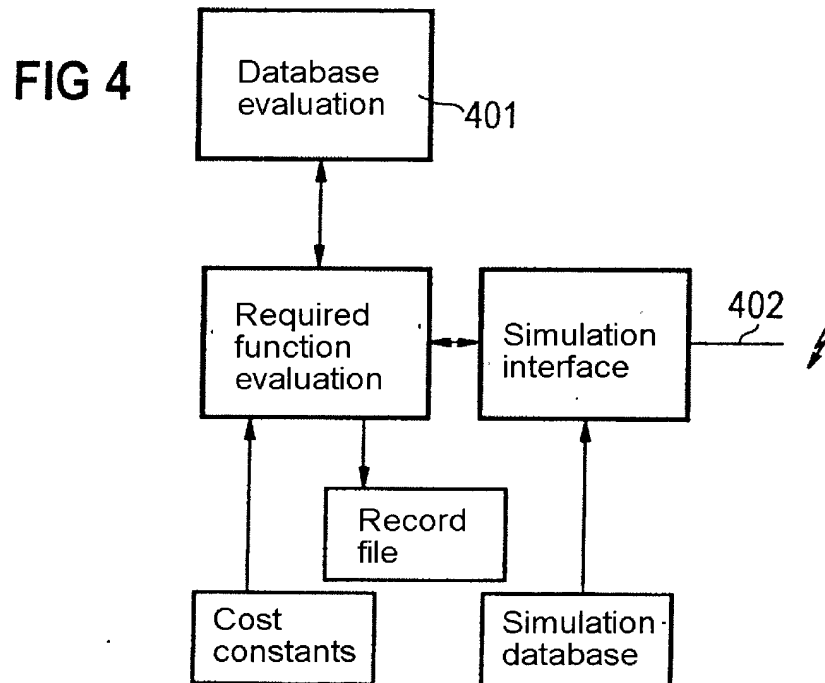 FIG 4
Database
evaluation
401
Required
function
evaluation
Simulation
interface
402
Record
file
Cost
constants
Simulation
database